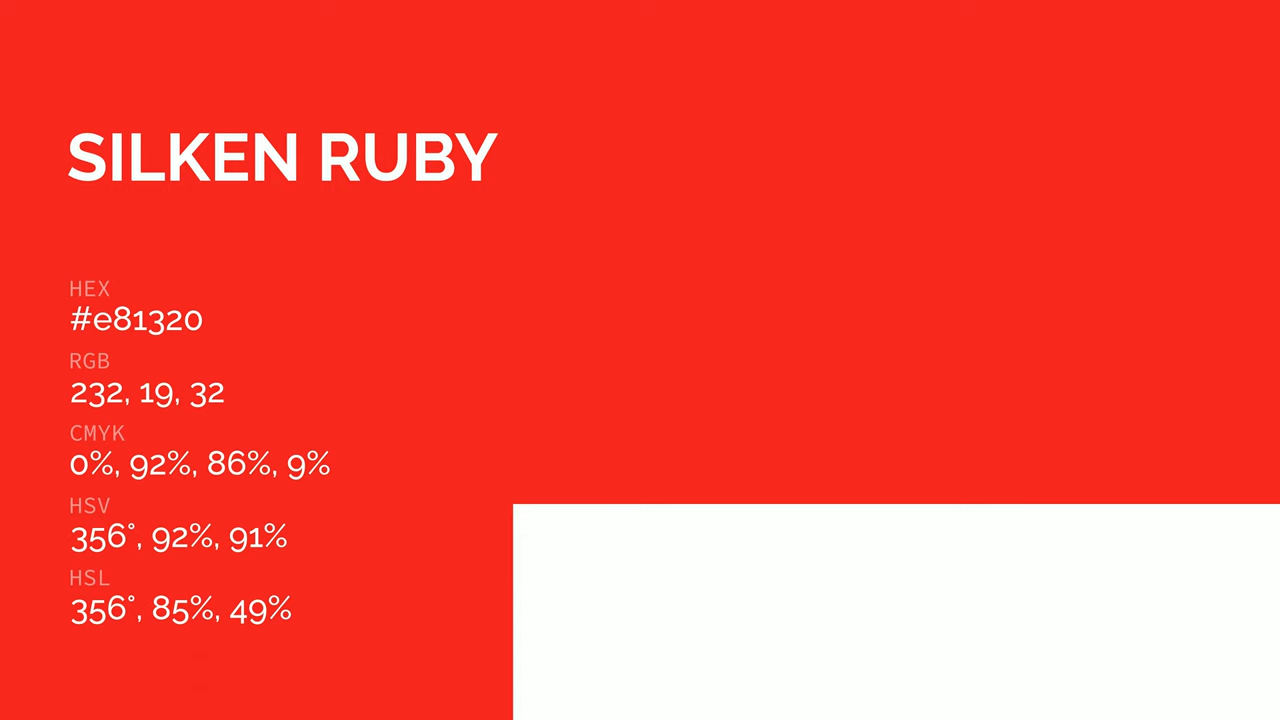 SILKEN RUBY
HEX
#e81320
RGB
232, 19, 32
CMYK
0%, 92%, 86%, 9%
HSV
356°, 92%, 91%
HSL
356°, 85%, 49%